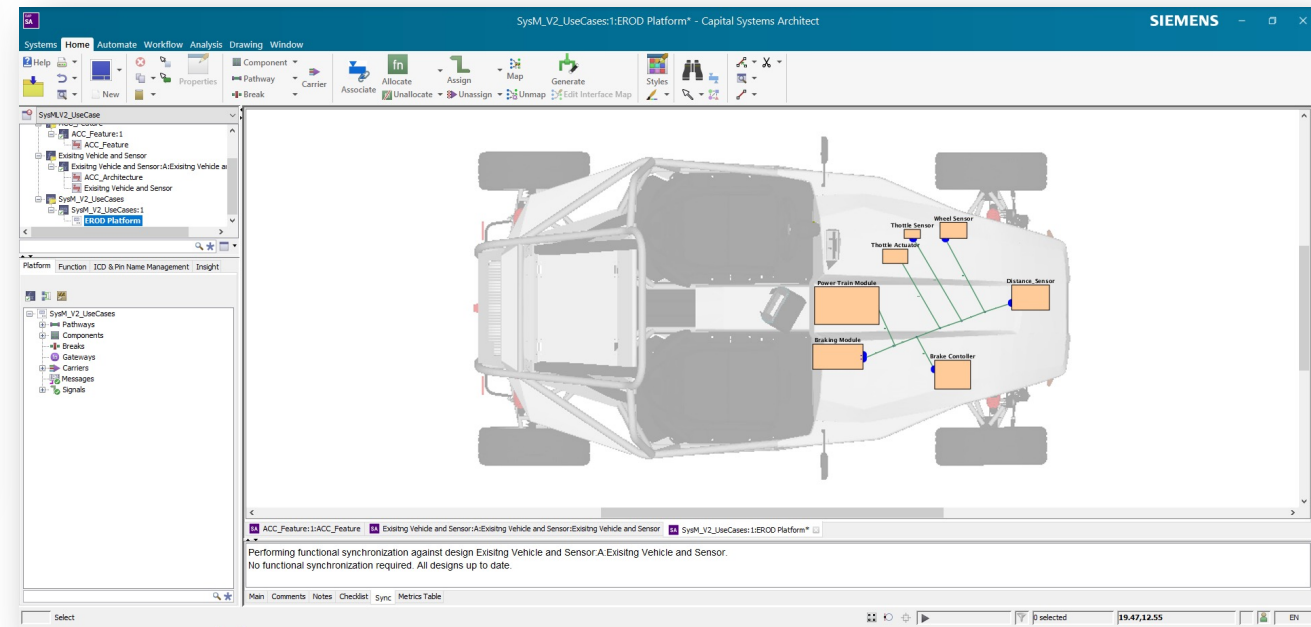 SA
SysM_V2_UseCases:1:EROD Platform* - Capital Systems Architect
SIEMENS
Systems Home Automate Workflow Analysis Drawing Window
Help
New
Properties
Component
Pathway
Break
Carrier
Associate
Allocate
Unallocate
Assign
Unassign
Map
Unmap
Generate
Edit Interface Map
Styles
SysMLV2_UseCase
ACC_Feature:1
ACC_Feature
Exisitng Vehicle and Sensor
Exisitng Vehicle and Sensor:A:Exisitng Vehicle a
ACC_Architecture
Exisitng Vehicle and Sensor
SysM_V2_UseCases
SysM_V2_UseCases:1
EROD Platform
Platform Function ICD & Pin Name Management Insight
SysM_V2_UseCases
Pathways
Components
Breaks
Gateways
Carriers
Messages
Signals
Wheel Sensor
Thottle Sensor
Thottle Actuator
Power Train Module
Distance_Sensor
Braking Module
Brake Contoller
ACC_Feature:1:ACC_Feature
Exisitng Vehicle and Sensor:A:Exisitng Vehicle and Sensor:Exisitng Vehicle and Sensor
SysM_V2_UseCases:1:EROD Platform*
Performing functional synchronization against design Exisitng Vehicle and Sensor:A:Exisitng Vehicle and Sensor.
No functional synchronization required. All designs up to date.
Main Comments Notes Checklist Sync Metrics Table
Select
0 selected
19.47,12.55
EN